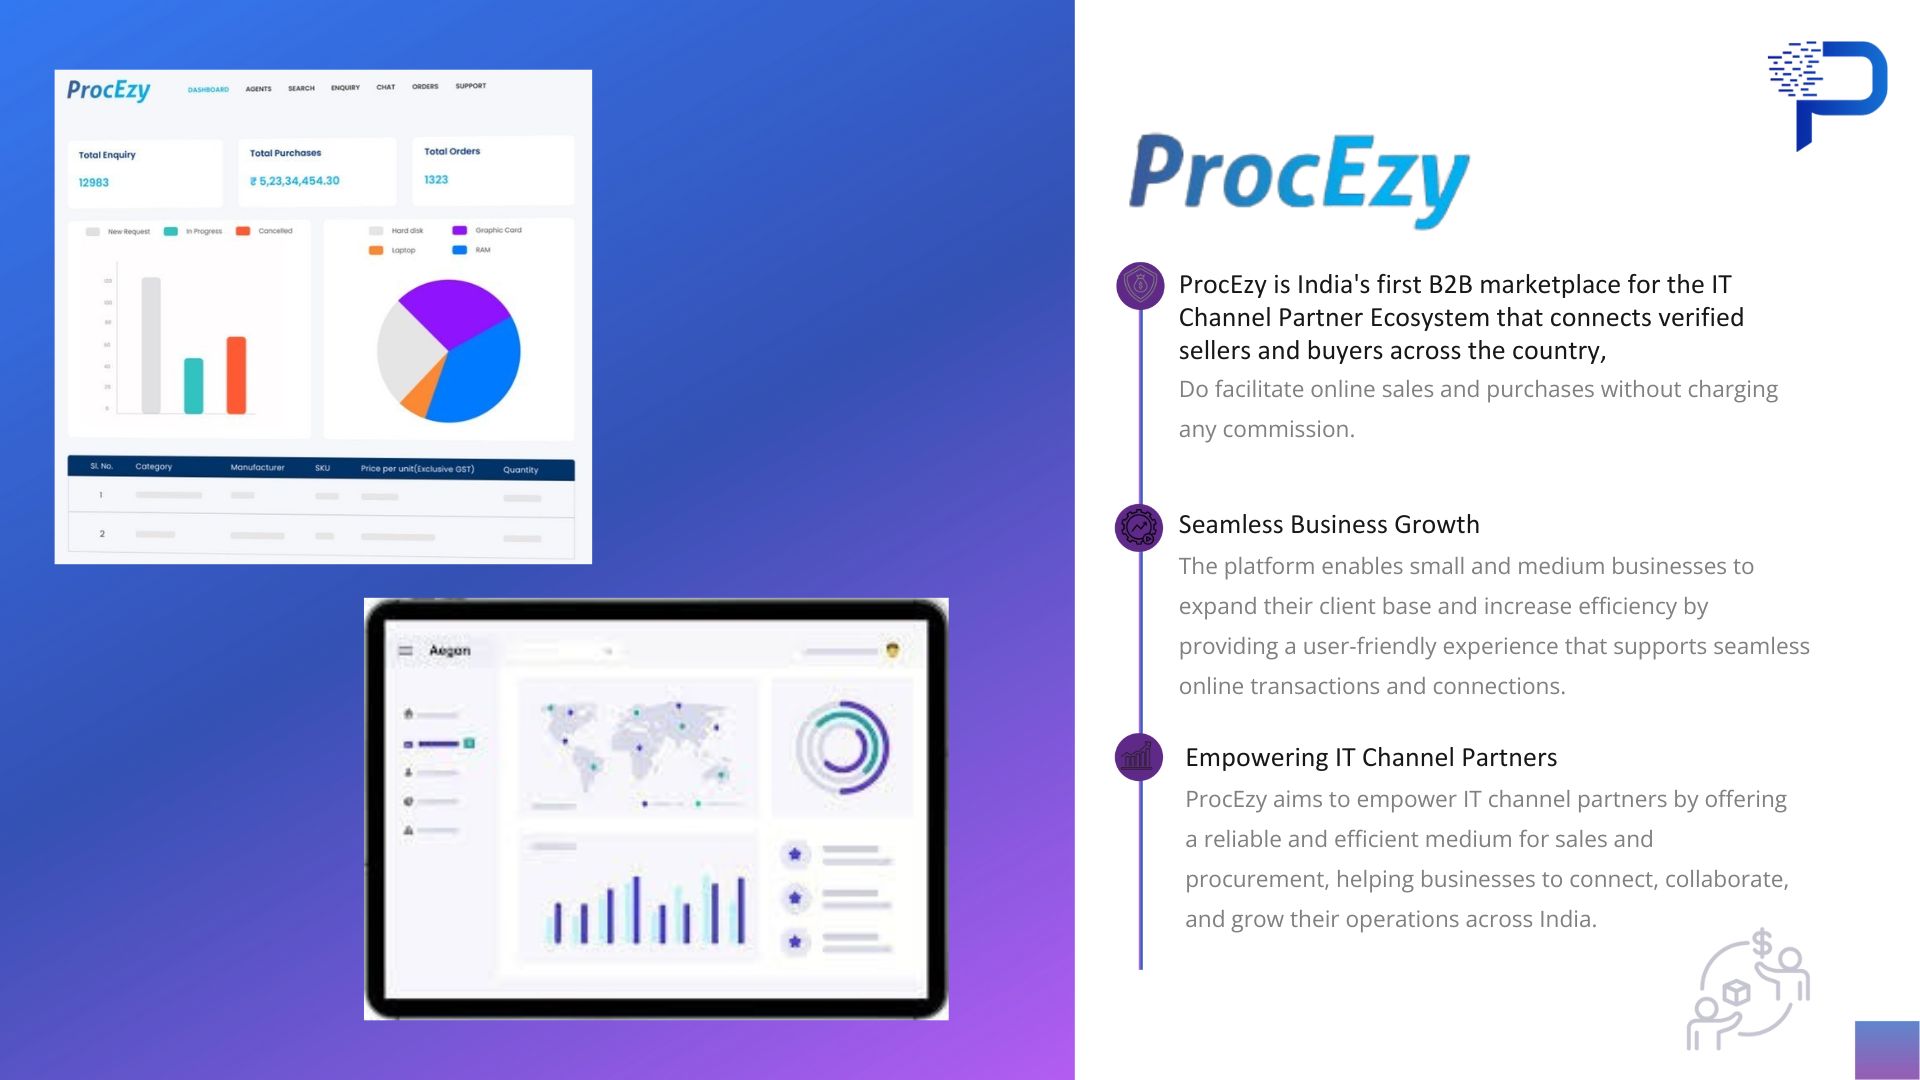 ProcEzy
DASHBOARD AGENTS SEARCH ENQUIRY CHAT ORDERS SUPPORT
Total Enquiry
12983
Total Purchases
₹ 5,23,34,454.30
Total Orders
1323
New Request In Progress Cancelled
120
100
80
60
40
20
0
Hard disk Graphic Card
Laptop RAM
Sl. No. Category Manufacturer SKU Price per unit(Exclusive GST) Quantity
1
2
Aegon
ProcEzy
ProcEzy is India's first B2B marketplace for the IT
Channel Partner Ecosystem that connects verified
sellers and buyers across the country,
Do facilitate online sales and purchases without charging
any commission.
Seamless Business Growth
The platform enables small and medium businesses to
expand their client base and increase efficiency by
providing a user-friendly experience that supports seamless
online transactions and connections.
Empowering IT Channel Partners
ProcEzy aims to empower IT channel partners by offering
a reliable and efficient medium for sales and
procurement, helping businesses to connect, collaborate,
and grow their operations across India.